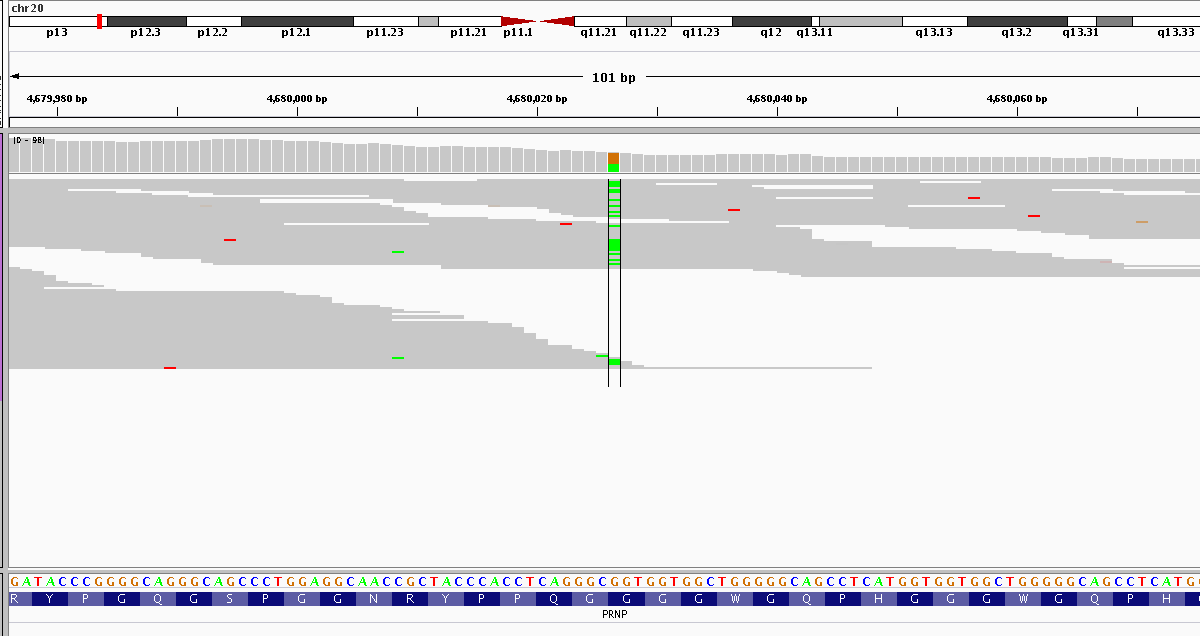 chr20
p13 p12.3 p12.2 p12.1 p11.23 p11.21 p11.1 q11.21 q11.22 q11.23 q12 q13.11 q13.13 q13.2 q13.31 q13.33
101 bp
4,679,980 bp 4,680,000 bp 4,680,020 bp 4,680,040 bp 4,680,060 bp
[0 - 98]
GATACCCGGGGCAGGGCAGCCCTGGAGGCAACCGCTACCCACCTCAGGGCGGTGGTGGCTGGGGGCAGCCTCATGGTGGTGGCTGGGGGCAGCCTCATG
R Y P G Q G S P G G N R Y P P Q G G G G W G Q P H G G G W G Q P H
PRNP